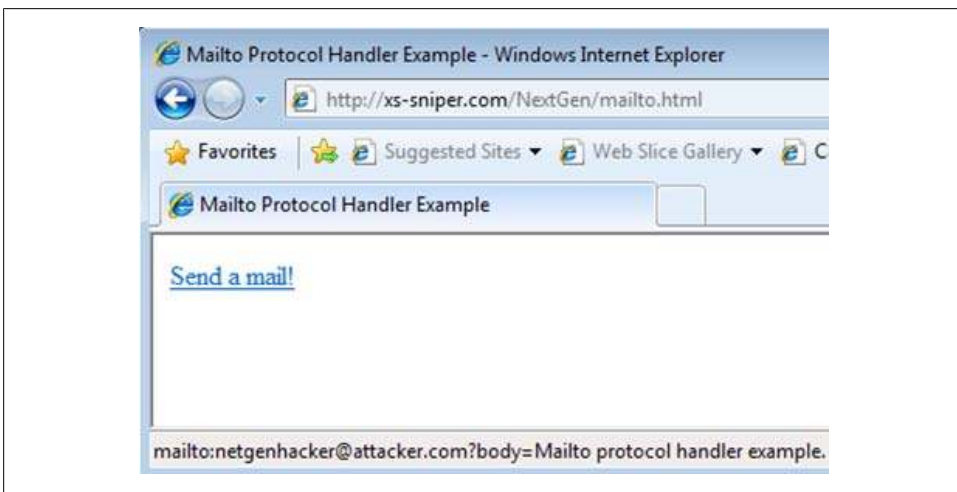 Mailto Protocol Handler Example - Windows Internet Explorer
http://xs-sniper.com/NextGen/mailto.html
Favorites Suggested Sites Web Slice Gallery C
Mailto Protocol Handler Example
Send a mail!
mailto:netgenhacker@attacker.com?body=Mailto protocol handler example.